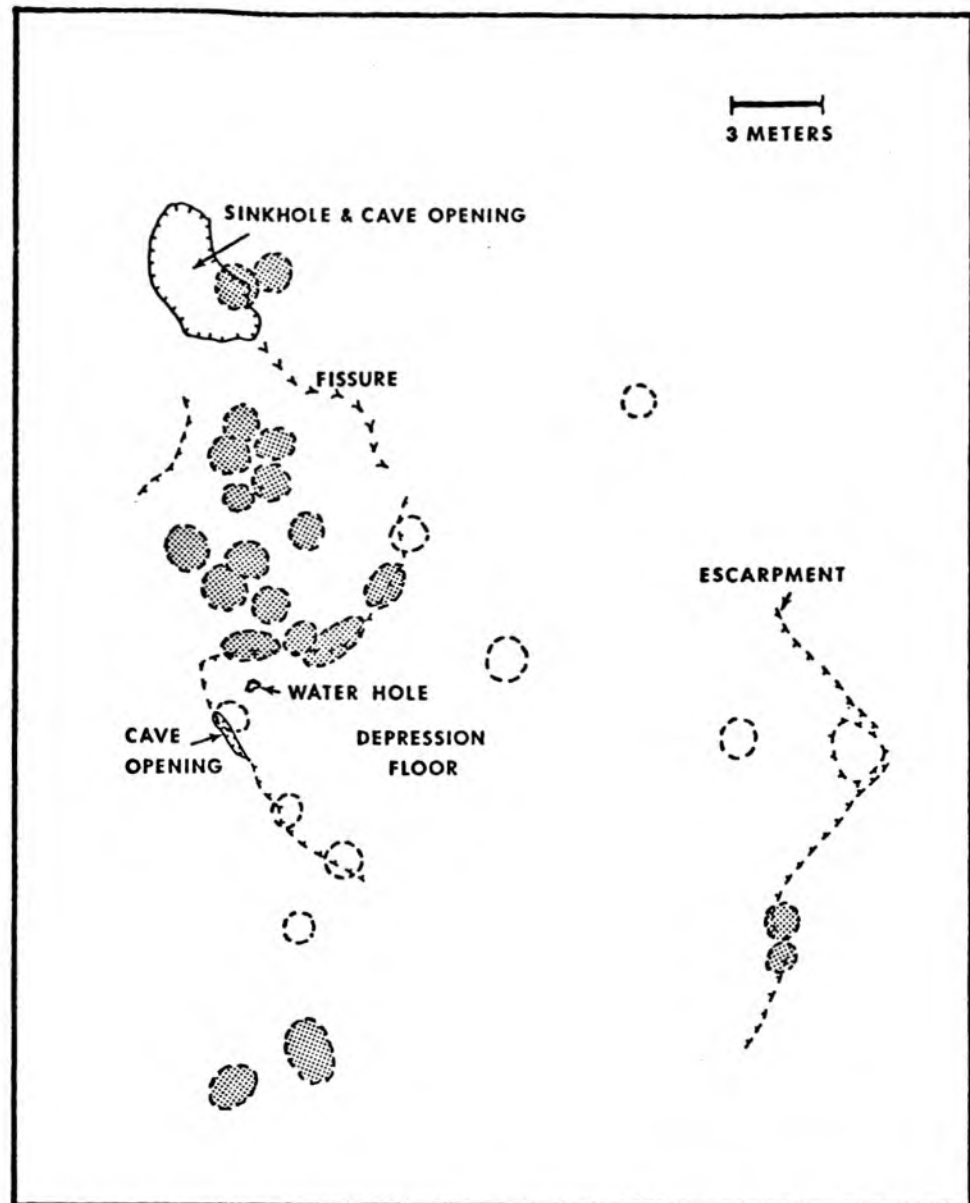 3 METERS
SINKHOLE & CAVE OPENING
FISSURE
ESCARPMENT
WATER HOLE
CAVE
OPENING
DEPRESSION
FLOOR